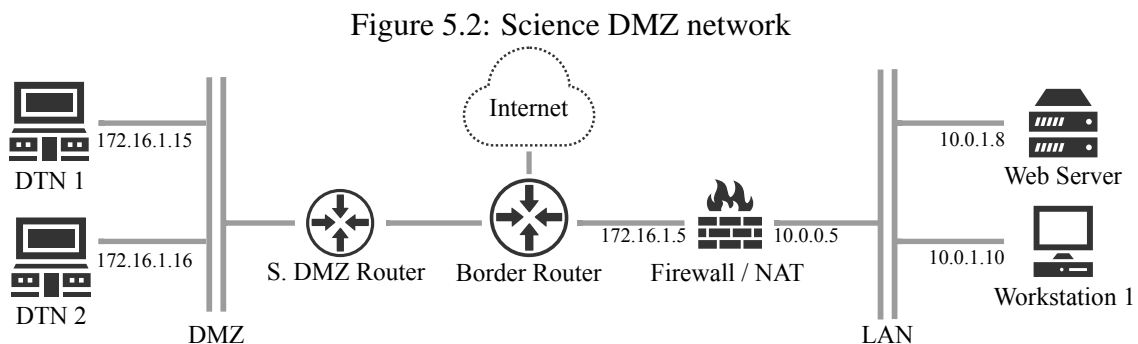 Figure 5.2: Science DMZ network
Internet
172.16.1.15
DTN 1
172.16.1.16
DTN 2
DMZ
S. DMZ Router
Border Router
172.16.1.5
10.0.0.5
Firewall / NAT
LAN
10.0.1.8
Web Server
10.0.1.10
Workstation 1